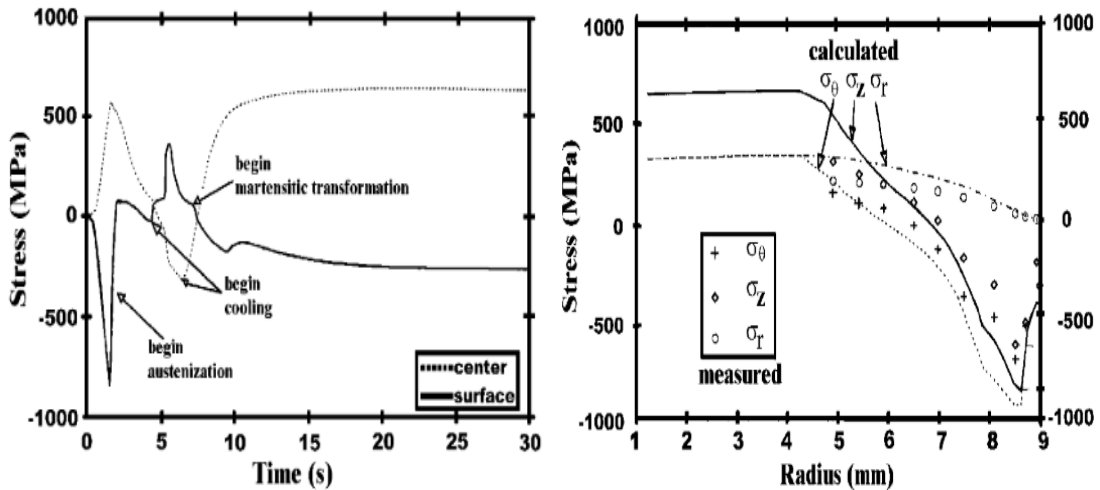 1000
500
0
-500
-1000
Stress (MPa)
0 5 10 15 20 25 30
Time (s)
begin
martensitic transformation
begin
cooling
begin
austenization
center
surface
1000
500
0
-500
-1000
Stress (MPa)
1 2 3 4 5 6 7 8 9
Radius (mm)
calculated
σθ σz σr
σθ
σz
σr
measured
1000
500
0
-500
-1000